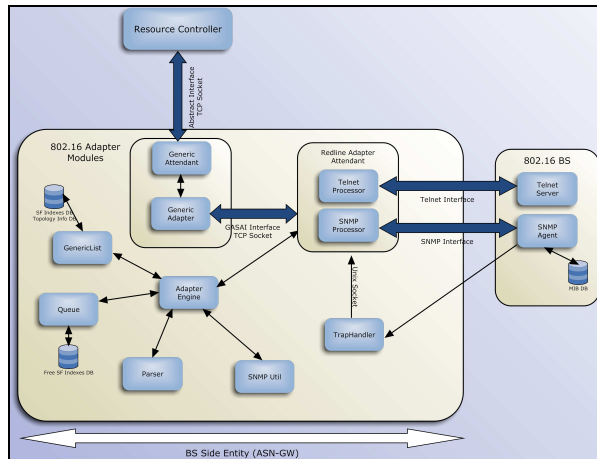 Resource Controller
Abstract Interface
TCP Socket
802.16 Adapter
Modules
Generic
Attendant
Generic
Adapter
Redline Adapter
Attendant
Telnet
Processor
SNMP
Processor
802.16 BS
Telnet
Server
SNMP
Agent
MIB DB
Telnet Interface
SNMP Interface
GASAI Interface
TCP Socket
SF Indexes DB
Topology Info DB
GenericList
Adapter
Engine
Queue
Free SF Indexes DB
Parser
SNMP Util
Unix Socket
TrapHandler
BS Side Entity (ASN-GW)